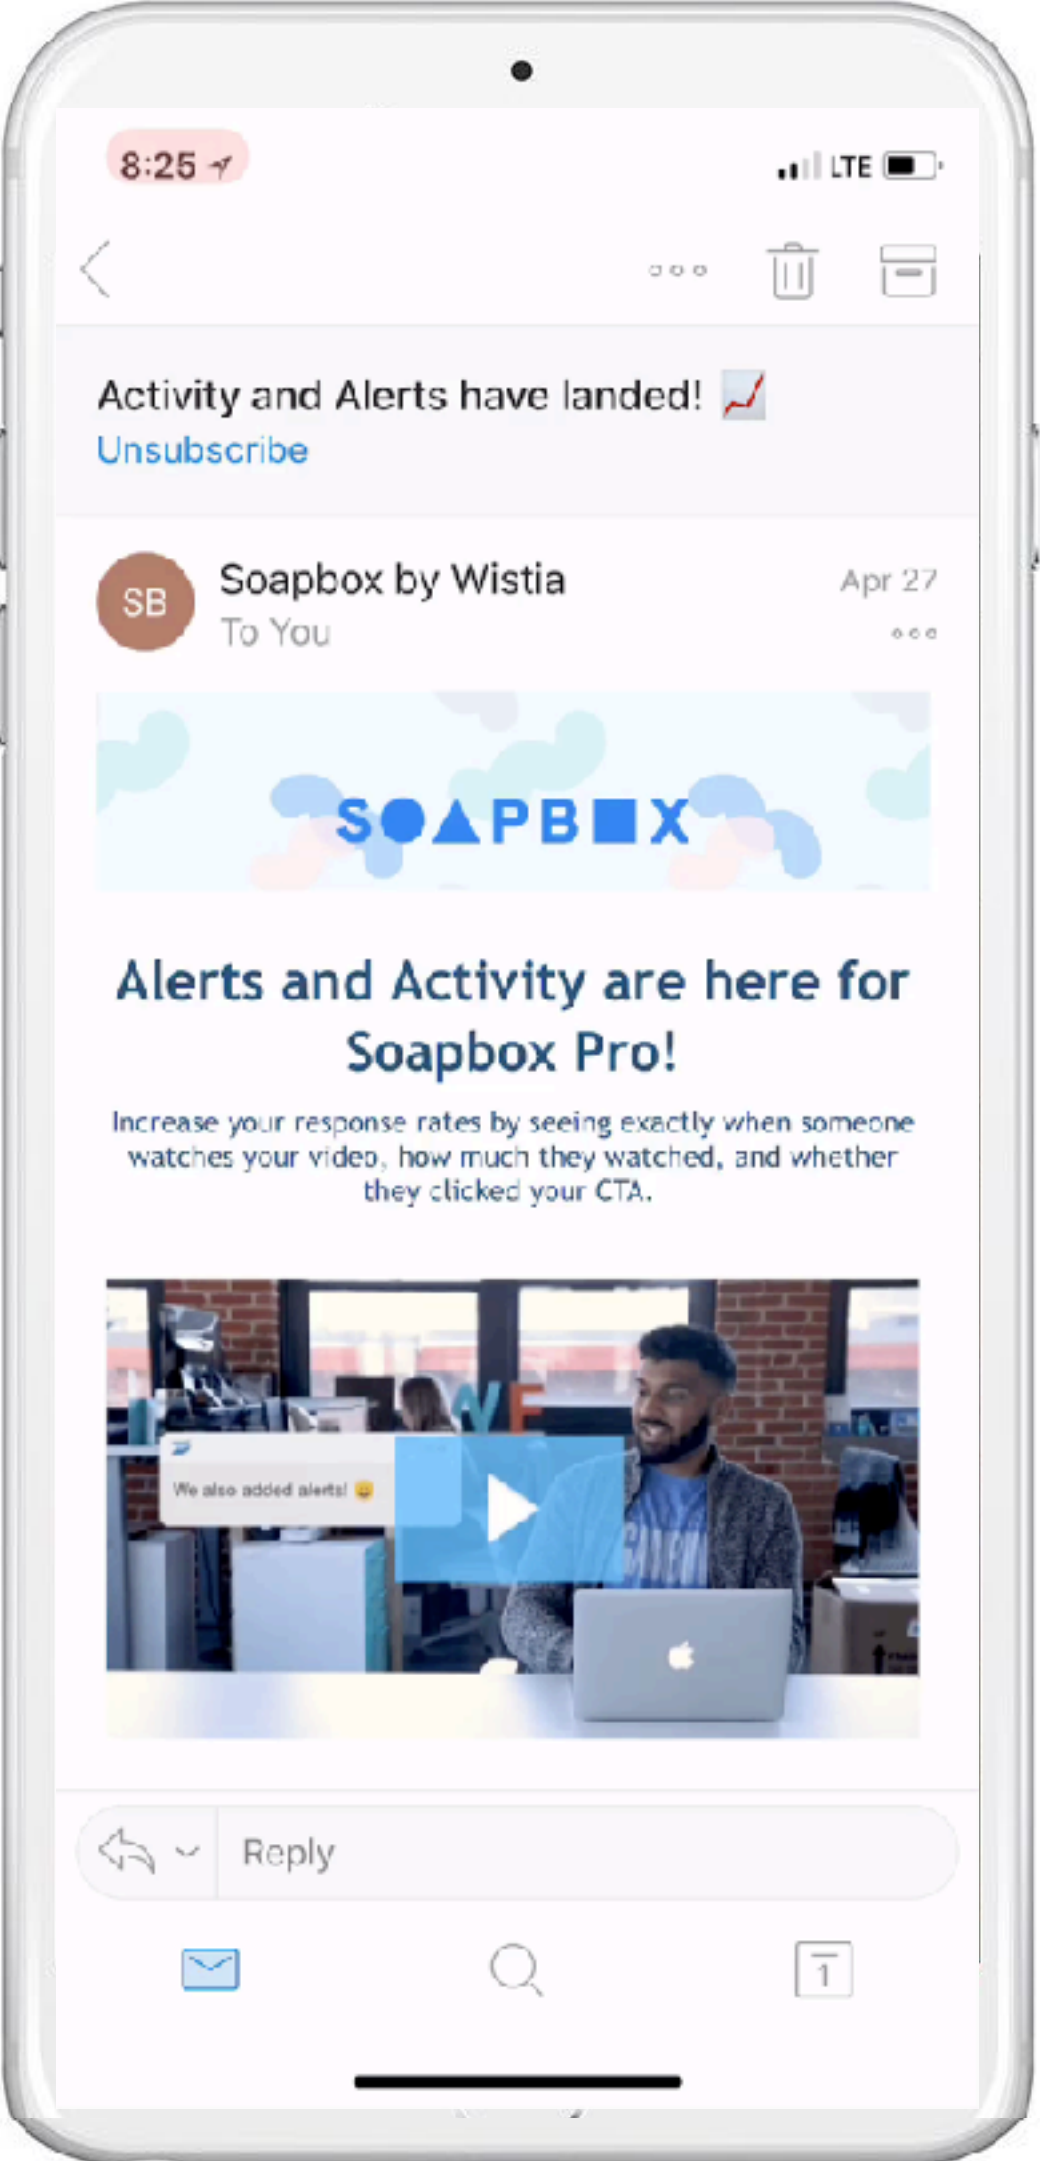 8:25
LTE
Activity and Alerts have landed!
Unsubscribe
SB
Soapbox by Wistia
Apr 27
To You
SOAPBOX
Alerts and Activity are here for
Soapbox Pro!
Increase your response rates by seeing exactly when someone
watches your video, how much they watched, and whether
they clicked your CTA.
We also added alerts!
Reply
1